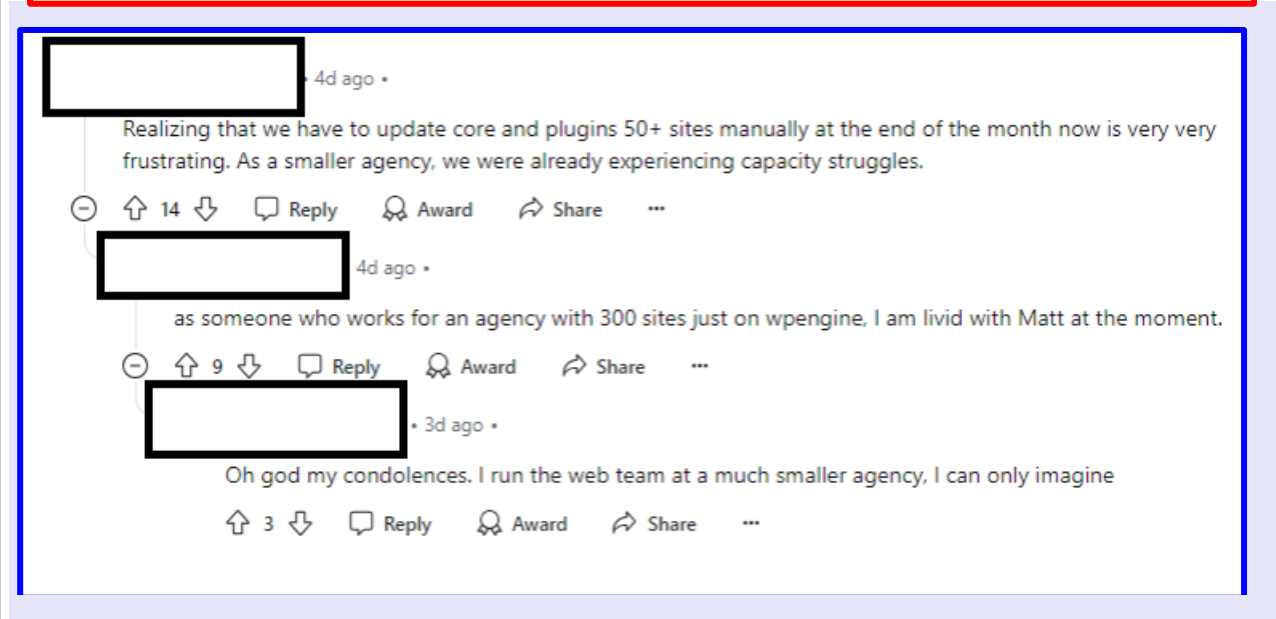 • 4d ago •
Realizing that we have to update core and plugins 50+ sites manually at the end of the month now is very very
frustrating. As a smaller agency, we were already experiencing capacity struggles.
14 Reply Award Share ...
4d ago •
as someone who works for an agency with 300 sites just on wpengine, I am livid with Matt at the moment.
9 Reply Award Share ...
• 3d ago •
Oh god my condolences. I run the web team at a much smaller agency, I can only imagine
3 Reply Award Share ...